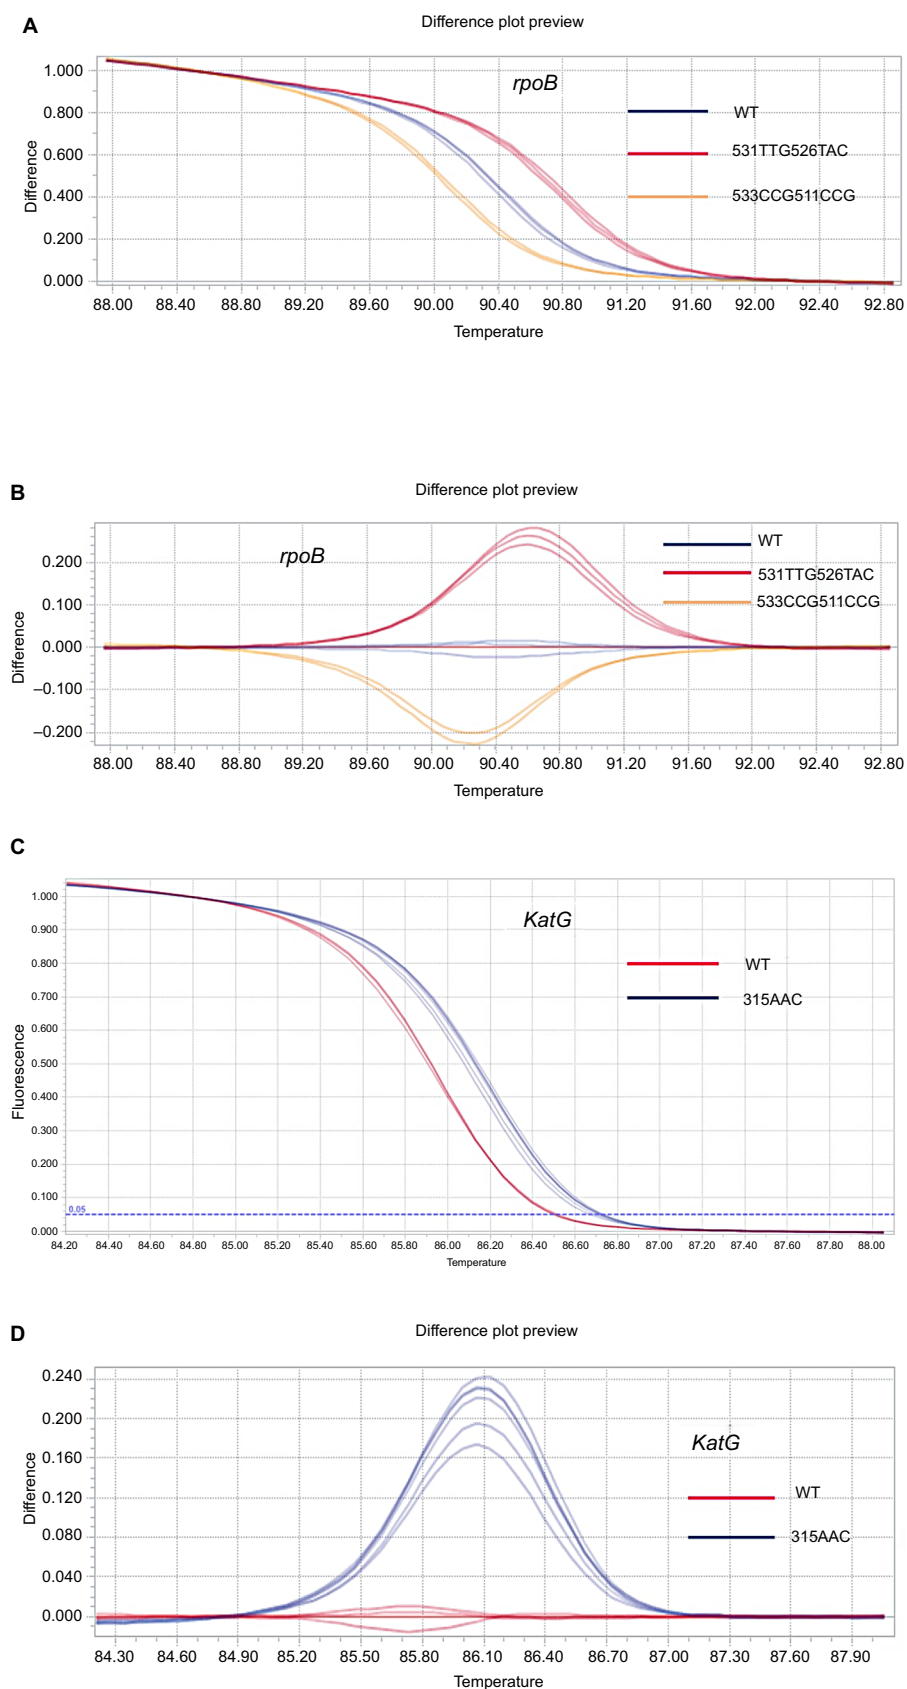 A
Difference plot preview
rpoB
WT
531TTG526TAC
533CCG511CCG
Difference
1.000
0.800
0.600
0.400
0.200
0.000
88.00 88.40 88.80 89.20 89.60 90.00 90.40 90.80 91.20 91.60 92.00 92.40 92.80
Temperature
B
Difference plot preview
rpoB
WT
531TTG526TAC
533CCG511CCG
Difference
0.200
0.100
0.000
–0.100
–0.200
88.00 88.40 88.80 89.20 89.60 90.00 90.40 90.80 91.20 91.60 92.00 92.40 92.80
Temperature
C
KatG
WT
315AAC
Fluorescence
1.000
0.900
0.800
0.700
0.600
0.500
0.400
0.300
0.200
0.100
0.05
0.000
84.20 84.40 84.60 84.80 85.00 85.20 85.40 85.60 85.80 86.00 86.20 86.40 86.60 86.80 87.00 87.20 87.40 87.60 87.80 88.00
Temperature
D
Difference plot preview
KatG
WT
315AAC
Difference
0.240
0.200
0.160
0.120
0.080
0.040
0.000
84.30 84.60 84.90 85.20 85.50 85.80 86.10 86.40 86.70 87.00 87.30 87.60 87.90
Temperature